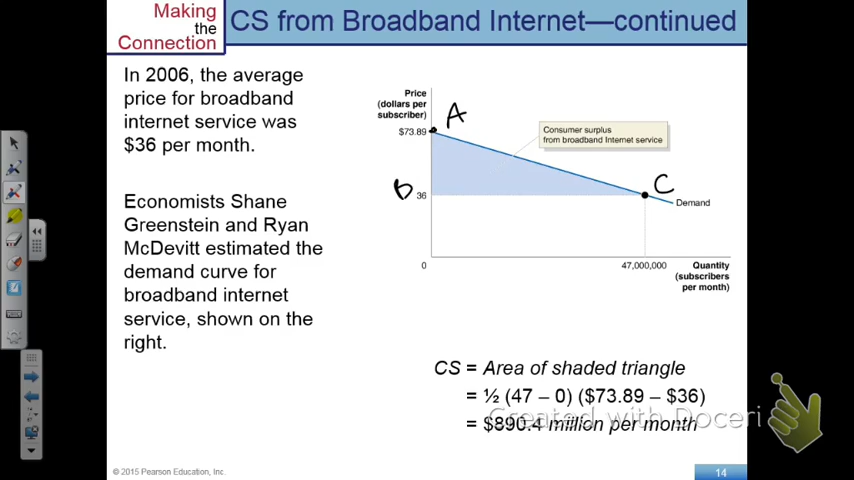 Making
the
Connection
CS from Broadband Internet—continued
In 2006, the average
price for broadband
internet service was
$36 per month.
Economists Shane
Greenstein and Ryan
McDevitt estimated the
demand curve for
broadband internet
service, shown on the
right.
Price
(dollars per
subscriber)
A
$73.89
Consumer surplus
from broadband Internet service
B
36
C
Demand
0
47,000,000
Quantity
(subscribers
per month)
CS = Area of shaded triangle
= ½ (47 – 0) ($73.89 – $36)
Created with Doceri
= $890.4 million per month
© 2015 Pearson Education, Inc.
14